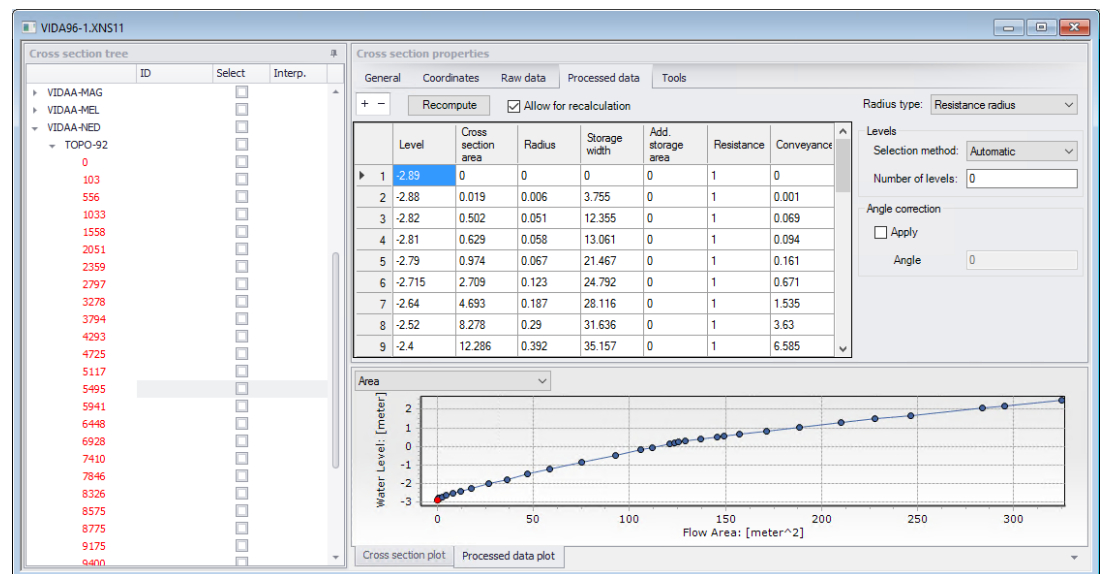 VIDA96-1.XNS11
Cross section tree
ID Select Interp.
VIDAA-MAG
VIDAA-MEL
VIDAA-NED
TOPO-92
0
103
556
1033
1558
2051
2359
2797
3278
3794
4293
4725
5117
5495
5941
6448
6928
7410
7846
8326
8575
8775
9175
9400
Cross section properties
General Coordinates Raw data Processed data Tools
+ - Recompute Allow for recalculation
Level Cross section area Radius Storage width Add. storage area Resistance Conveyance
1 -2.89 0 0 0 0 1 0
2 -2.88 0.019 0.006 3.755 0 1 0.001
3 -2.82 0.502 0.051 12.355 0 1 0.069
4 -2.81 0.629 0.058 13.061 0 1 0.094
5 -2.79 0.974 0.067 21.467 0 1 0.161
6 -2.715 2.709 0.123 24.792 0 1 0.671
7 -2.64 4.693 0.187 28.116 0 1 1.535
8 -2.52 8.278 0.29 31.636 0 1 3.63
9 -2.4 12.286 0.392 35.157 0 1 6.585
Radius type: Resistance radius
Levels
Selection method: Automatic
Number of levels: 0
Angle correction
Apply
Angle 0
Area
Water Level: [meter]
2
1
0
-1
-2
-3
0 50 100 150 200 250 300
Flow Area: [meter^2]
Cross section plot Processed data plot